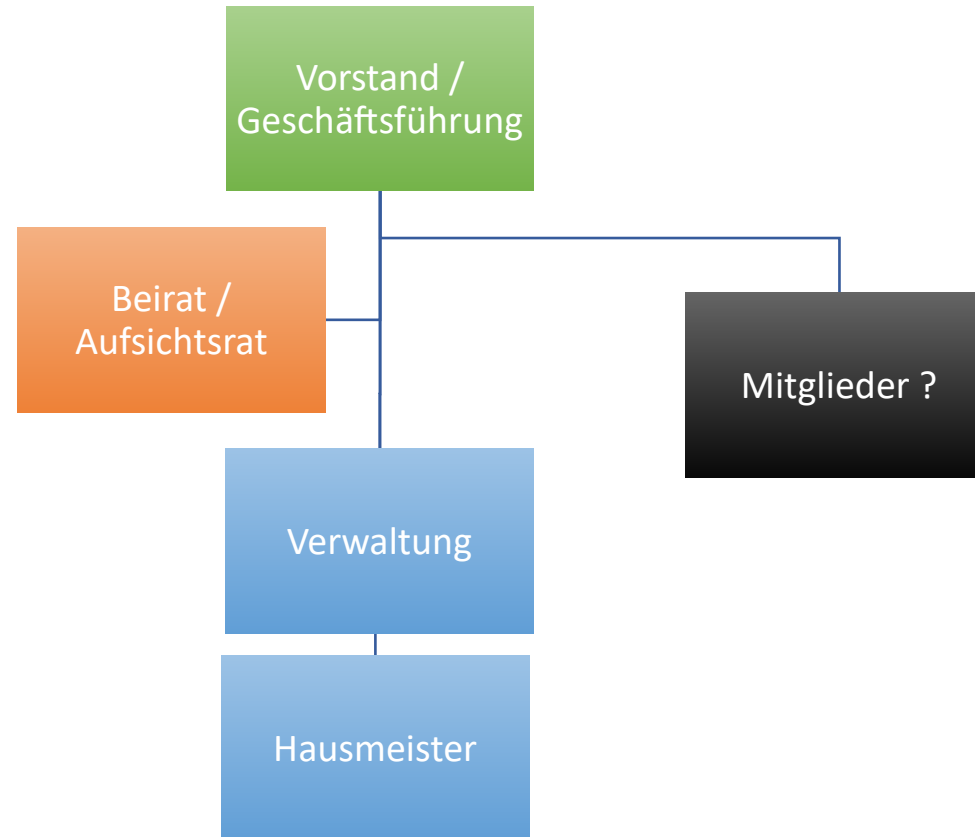 Vorstand /
Geschäftsführung
Beirat /
Aufsichtsrat
Mitglieder ?
Verwaltung
Hausmeister